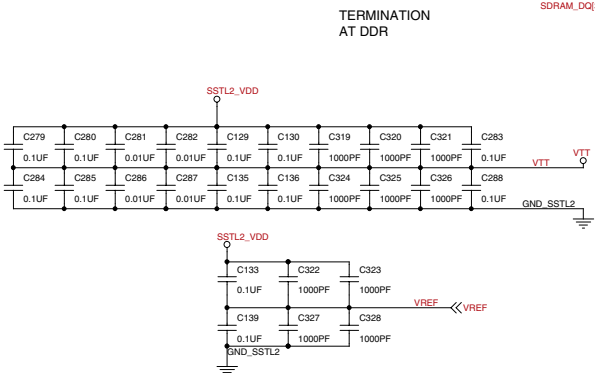 TERMINATION
AT DDR
SDRAM_DQ[
SSTL2_VDD
C279 C280 C281 C282 C129 C130 C319 C320 C321 C283
0.1UF 0.1UF 0.01UF 0.01UF 0.1UF 0.1UF 1000PF 1000PF 1000PF 0.1UF
VTT VTT
C284 C285 C286 C287 C135 C136 C324 C325 C326 C288
0.1UF 0.1UF 0.01UF 0.01UF 0.1UF 0.1UF 1000PF 1000PF 1000PF 0.1UF
GND_SSTL2
SSTL2_VDD
C133 C322 C323
0.1UF 1000PF 1000PF
VREF VREF
C139 C327 C328
0.1UF 1000PF 1000PF
GND_SSTL2